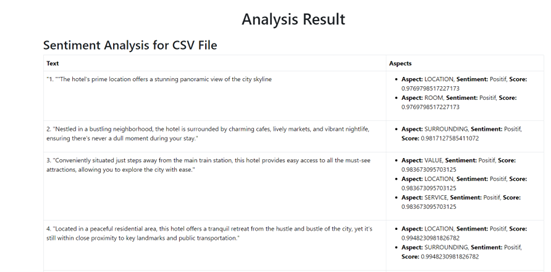 Analysis Result
Sentiment Analysis for CSV File
Text
Aspects
"1. ""The hotel's prime location offers a stunning panoramic view of the city skyline
Aspect: LOCATION, Sentiment: Positif, Score:
0.9769798517227173
Aspect: ROOM, Sentiment: Positif, Score:
0.9769798517227173
2. "Nestled in a bustling neighborhood, the hotel is surrounded by charming cafes, lively markets, and vibrant nightlife,
ensuring there's never a dull moment during your stay."
Aspect: SURROUNDING, Sentiment: Positif,
Score: 0.9817127585411072
3. "Conveniently situated just steps away from the main train station, this hotel provides easy access to all the must-see
attractions, allowing you to explore the city with ease."
Aspect: VALUE, Sentiment: Positif, Score:
0.983673095703125
Aspect: LOCATION, Sentiment: Positif, Score:
0.983673095703125
Aspect: SERVICE, Sentiment: Positif, Score:
0.983673095703125
4. "Located in a peaceful residential area, this hotel offers a tranquil retreat from the hustle and bustle of the city, yet it's
still within close proximity to key landmarks and public transportation."
Aspect: LOCATION, Sentiment: Positif, Score:
0.9948230981826782
Aspect: SURROUNDING, Sentiment: Positif,
Score: 0.9948230981826782